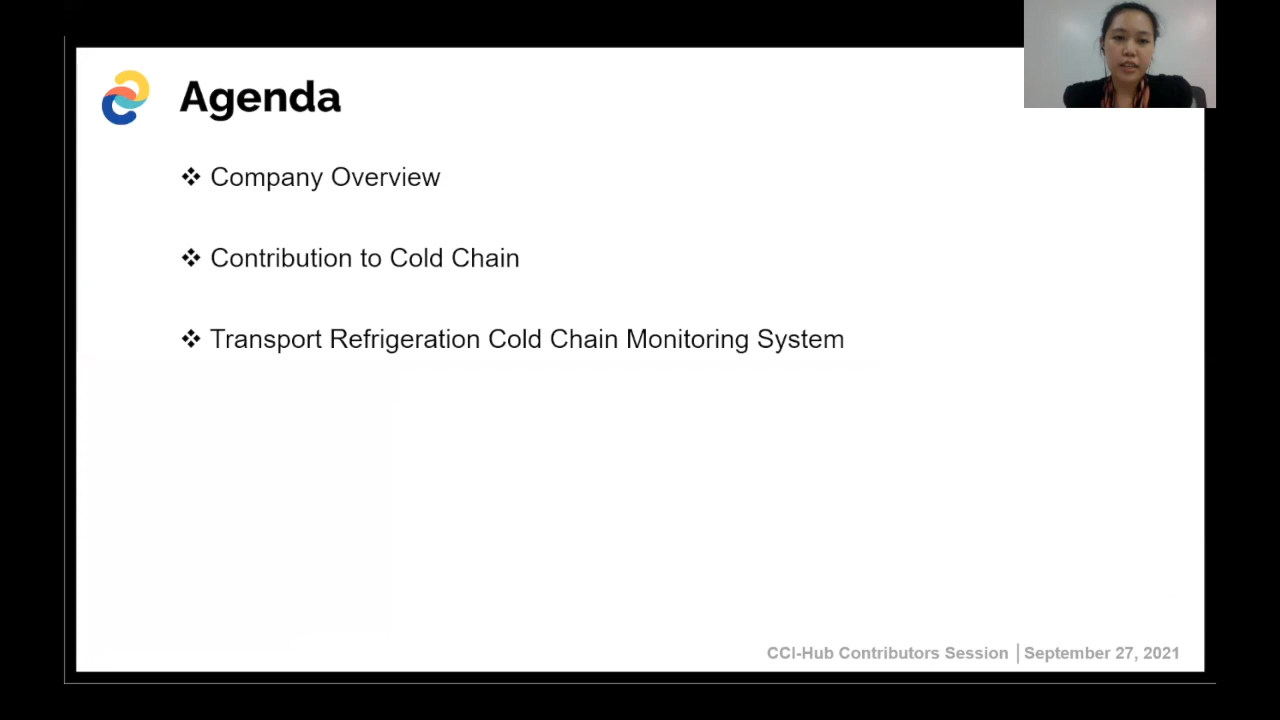 Agenda
❖ Company Overview
❖ Contribution to Cold Chain
❖ Transport Refrigeration Cold Chain Monitoring System
CCI-Hub Contributors Session | September 27, 2021